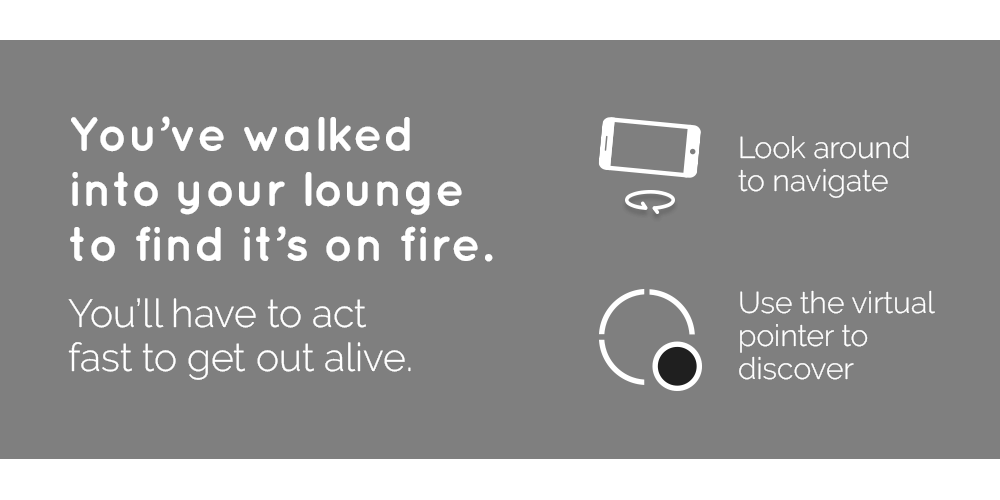 You’ve walked
into your lounge
to find it’s on fire.
You’ll have to act
fast to get out alive.
Look around
to navigate
Use the virtual
pointer to
discover